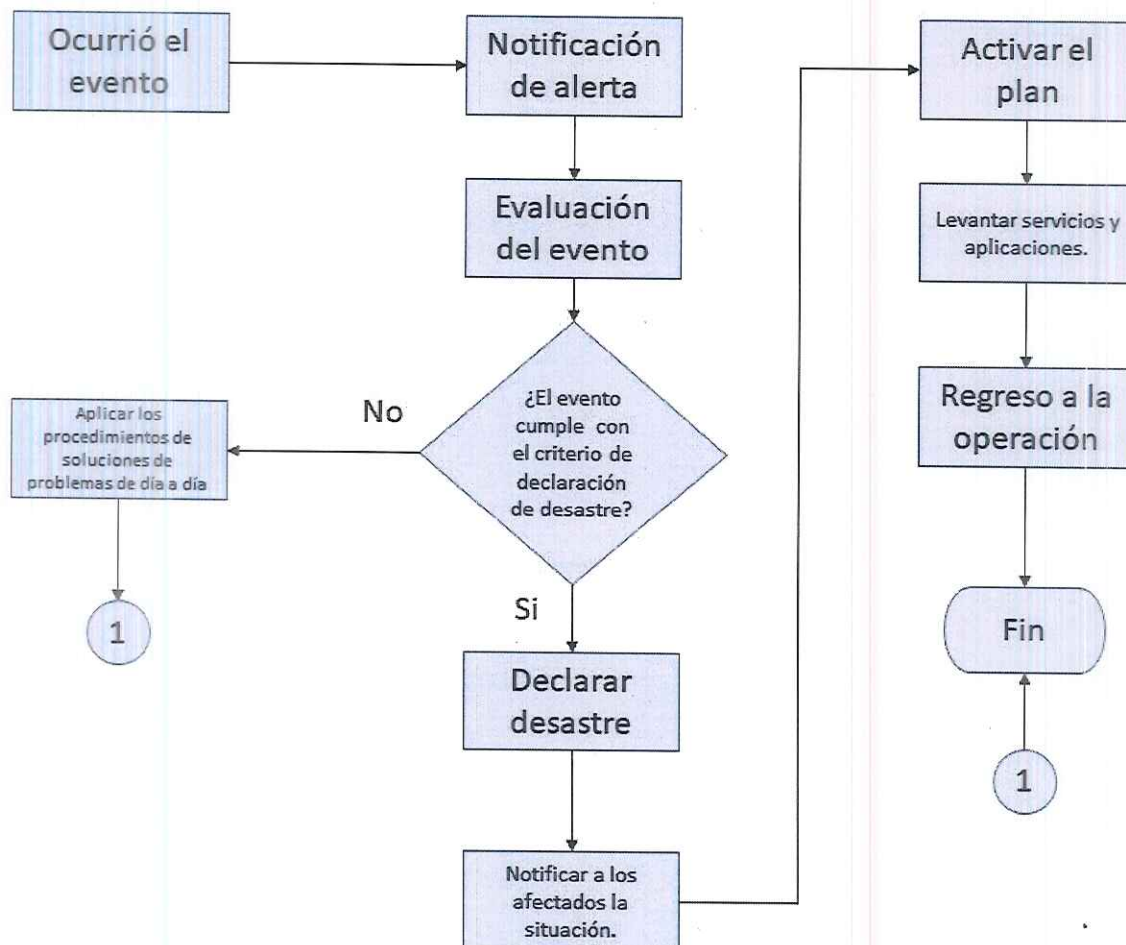 Ocurrió el
evento
Notificación
de alerta
Evaluación
del evento
¿El evento
cumple con
el criterio de
declaración
de desastre?
No
Aplicar los
procedimientos de
soluciones de
problemas de día a día
1
Si
Declarar
desastre
Notificar a los
afectados la
situación.
Activar el
plan
Levantar servicios y
aplicaciones.
Regreso a la
operación
Fin
1